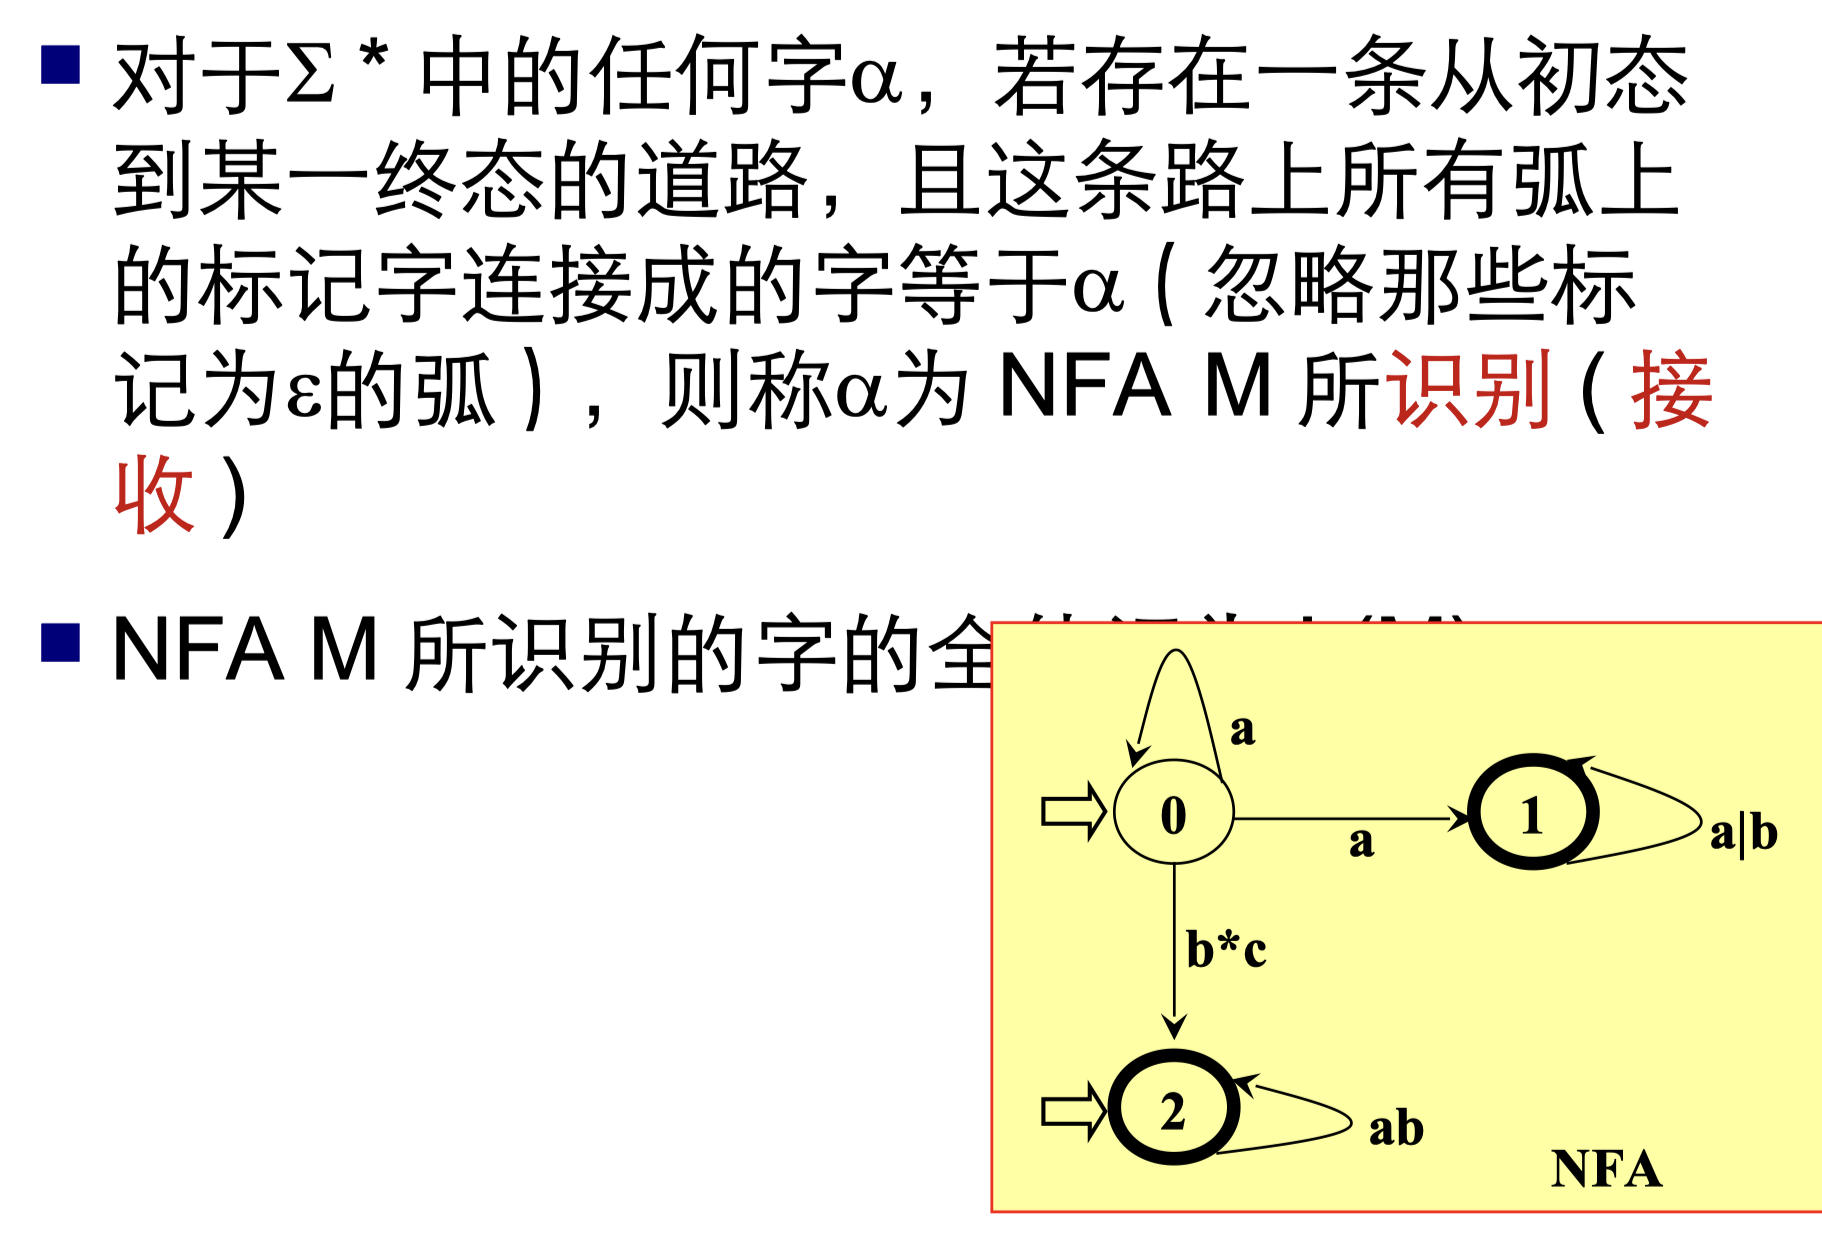 对于Σ*中的任何字α，若存在一条从初态
到某一终态的道路，且这条路上所有弧上
的标记字连接成的字等于α(忽略那些标
记为ε的弧)，则称α为 NFA M 所识别(接
收)
NFA M 所识别的字的全
a
0
a
1
a|b
b*c
2
ab
NFA